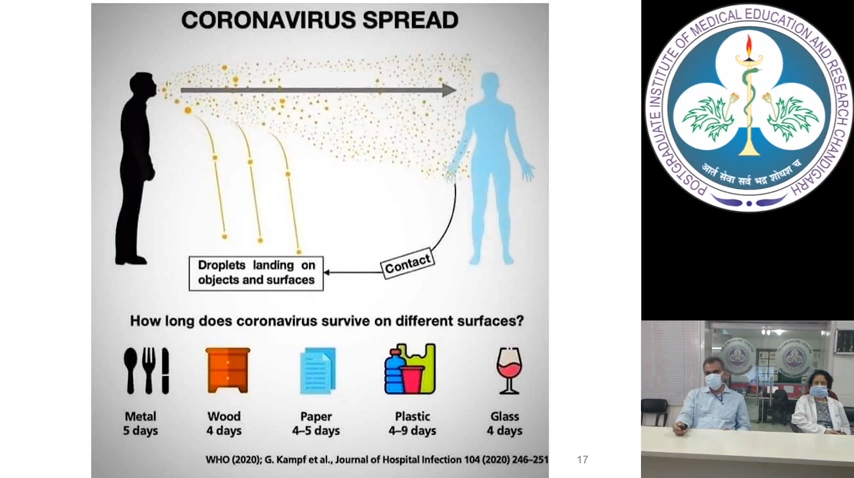 CORONAVIRUS SPREAD
Droplets landing on
objects and surfaces
Contact
How long does coronavirus survive on different surfaces?
Metal
5 days
Wood
4 days
Paper
4–5 days
Plastic
4–9 days
Glass
4 days
WHO (2020); G. Kampf et al., Journal of Hospital Infection 104 (2020) 246–251
17
POSTGRADUATE INSTITUTE OF MEDICAL EDUCATION AND RESEARCH CHANDIGARH
आर्त सेवा सर्व भद्र शोधश्च च